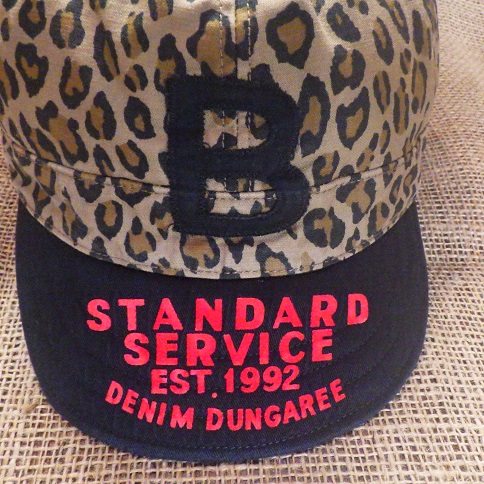 B
STANDARD
SERVICE
EST.1992
DENIM DUNGAREE